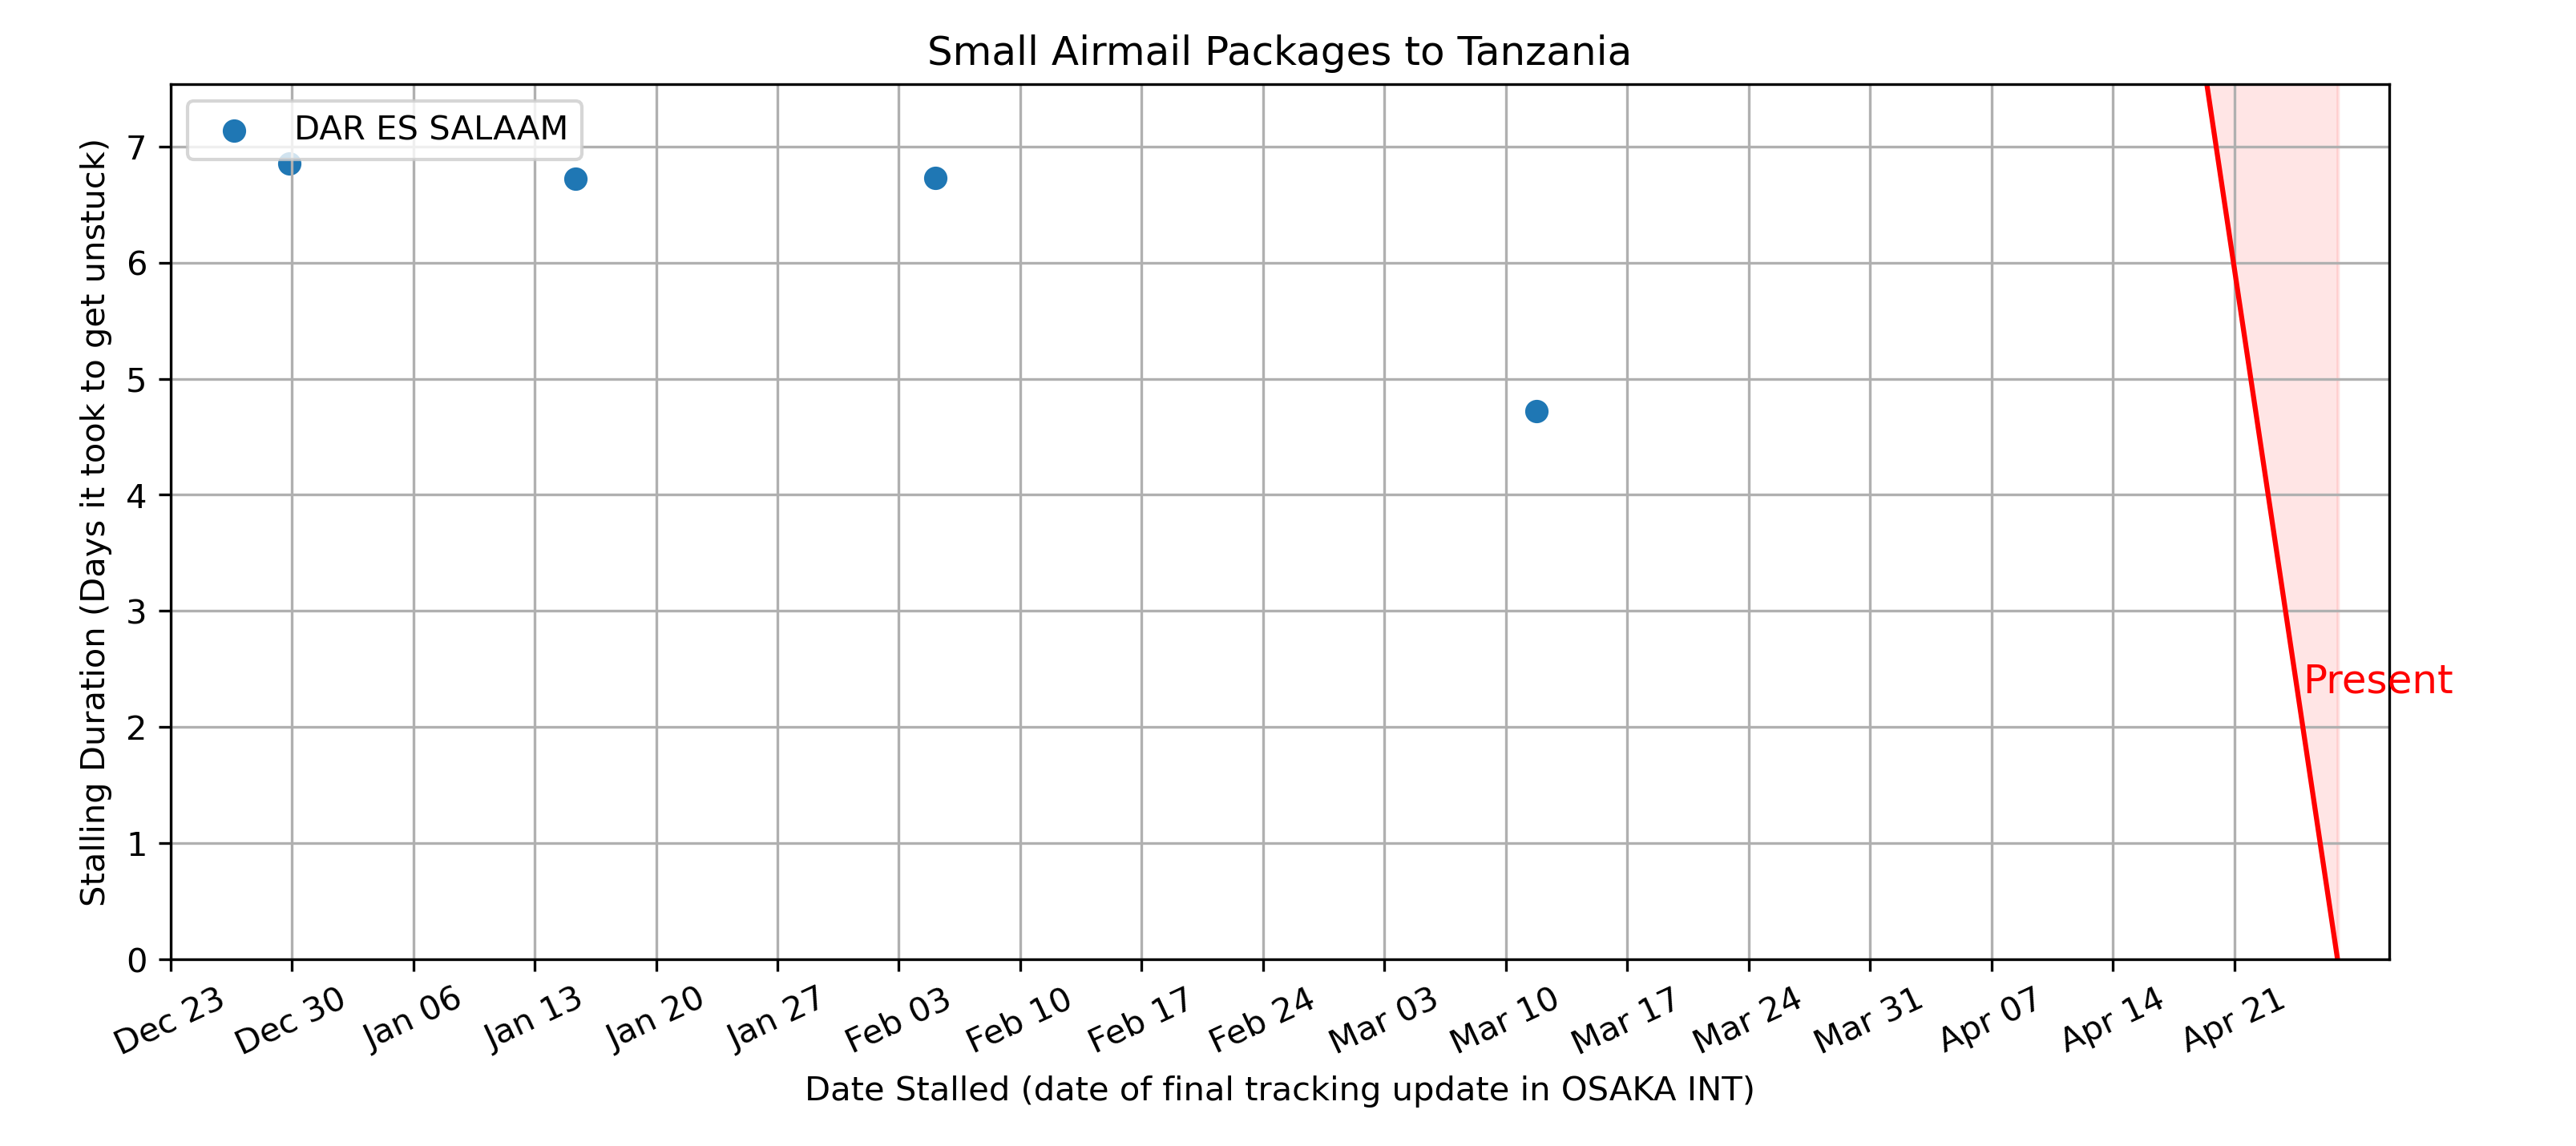 Small Airmail Packages to Tanzania
DAR ES SALAAM
Stalling Duration (Days it took to get unstuck)
7
6
5
4
3
2
1
0
Present
Dec 23
Dec 30
Jan 06
Jan 13
Jan 20
Jan 27
Feb 03
Feb 10
Feb 17
Feb 24
Mar 03
Mar 10
Mar 17
Mar 24
Mar 31
Apr 07
Apr 14
Apr 21
Date Stalled (date of final tracking update in OSAKA INT)